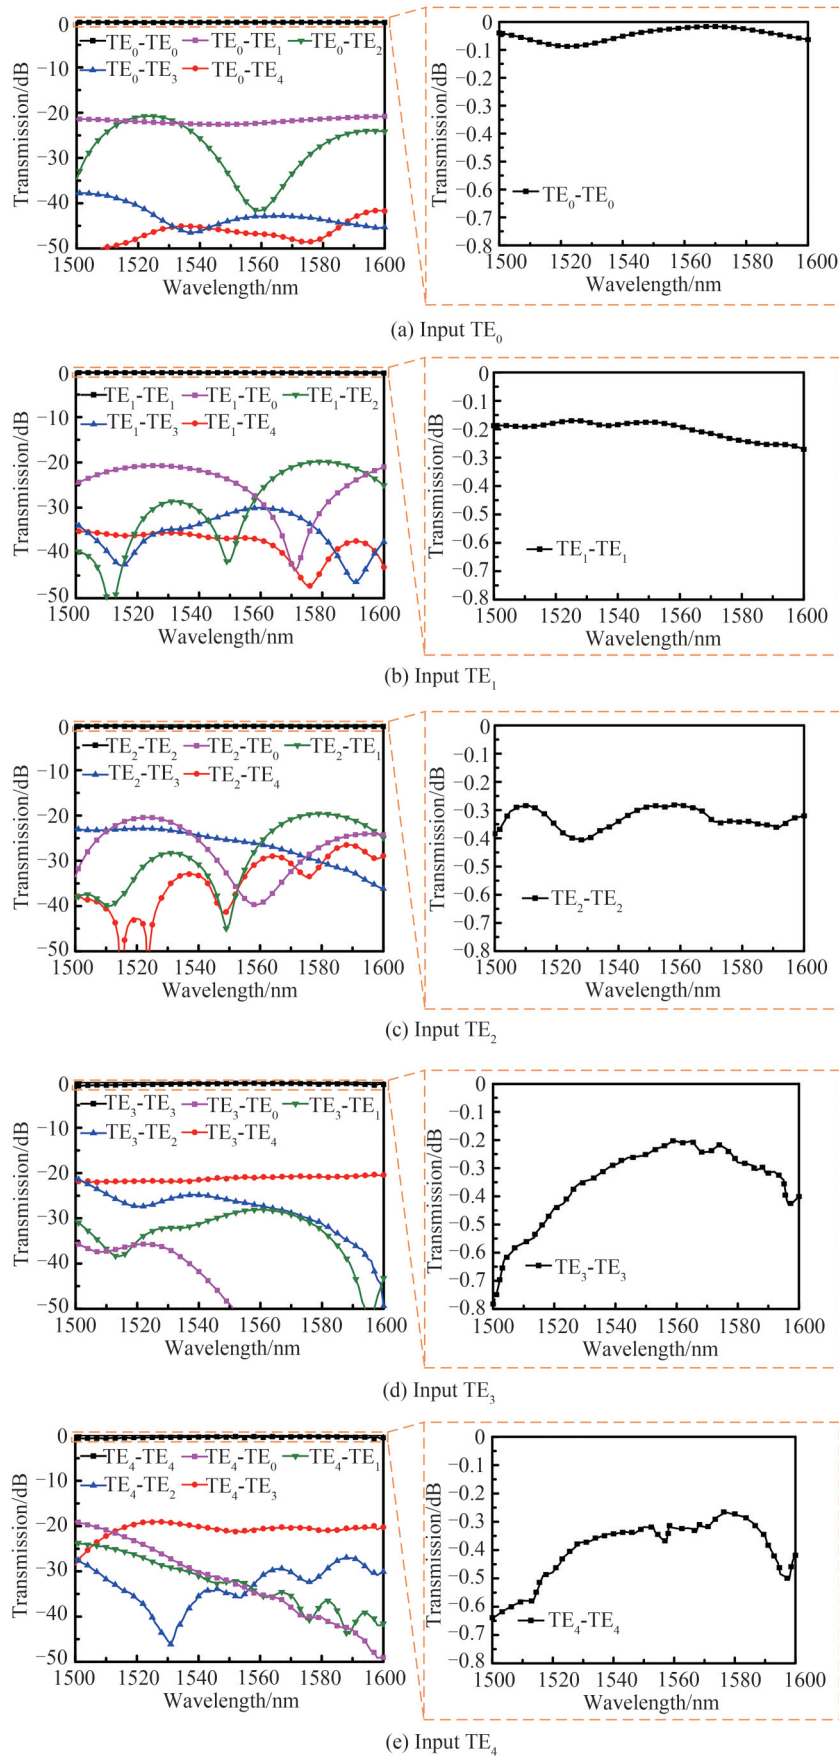 Transmission/dB
0
−10
−20
−30
−40
−50
TE₀-TE₀ TE₀-TE₁ TE₀-TE₂
TE₀-TE₃ TE₀-TE₄
1500 1520 1540 1560 1580 1600
Wavelength/nm
Transmission/dB
0
−0.1
−0.2
−0.3
−0.4
−0.5
−0.6
−0.7
−0.8
TE₀-TE₀
1500 1520 1540 1560 1580 1600
Wavelength/nm
(a) Input TE₀
Transmission/dB
0
−10
−20
−30
−40
−50
TE₁-TE₁ TE₁-TE₀ TE₁-TE₂
TE₁-TE₃ TE₁-TE₄
1500 1520 1540 1560 1580 1600
Wavelength/nm
Transmission/dB
0
−0.1
−0.2
−0.3
−0.4
−0.5
−0.6
−0.7
−0.8
TE₁-TE₁
1500 1520 1540 1560 1580 1600
Wavelength/nm
(b) Input TE₁
Transmission/dB
0
−10
−20
−30
−40
−50
TE₂-TE₂ TE₂-TE₀ TE₂-TE₁
TE₂-TE₃ TE₂-TE₄
1500 1520 1540 1560 1580 1600
Wavelength/nm
Transmission/dB
0
−0.1
−0.2
−0.3
−0.4
−0.5
−0.6
−0.7
−0.8
TE₂-TE₂
1500 1520 1540 1560 1580 1600
Wavelength/nm
(c) Input TE₂
Transmission/dB
0
−10
−20
−30
−40
−50
TE₃-TE₃ TE₃-TE₀ TE₃-TE₁
TE₃-TE₂ TE₃-TE₄
1500 1520 1540 1560 1580 1600
Wavelength/nm
Transmission/dB
0
−0.1
−0.2
−0.3
−0.4
−0.5
−0.6
−0.7
−0.8
TE₃-TE₃
1500 1520 1540 1560 1580 1600
Wavelength/nm
(d) Input TE₃
Transmission/dB
0
−10
−20
−30
−40
−50
TE₄-TE₄ TE₄-TE₀ TE₄-TE₁
TE₄-TE₂ TE₄-TE₃
1500 1520 1540 1560 1580 1600
Wavelength/nm
Transmission/dB
0
−0.1
−0.2
−0.3
−0.4
−0.5
−0.6
−0.7
−0.8
TE₄-TE₄
1500 1520 1540 1560 1580 1600
Wavelength/nm
(e) Input TE₄